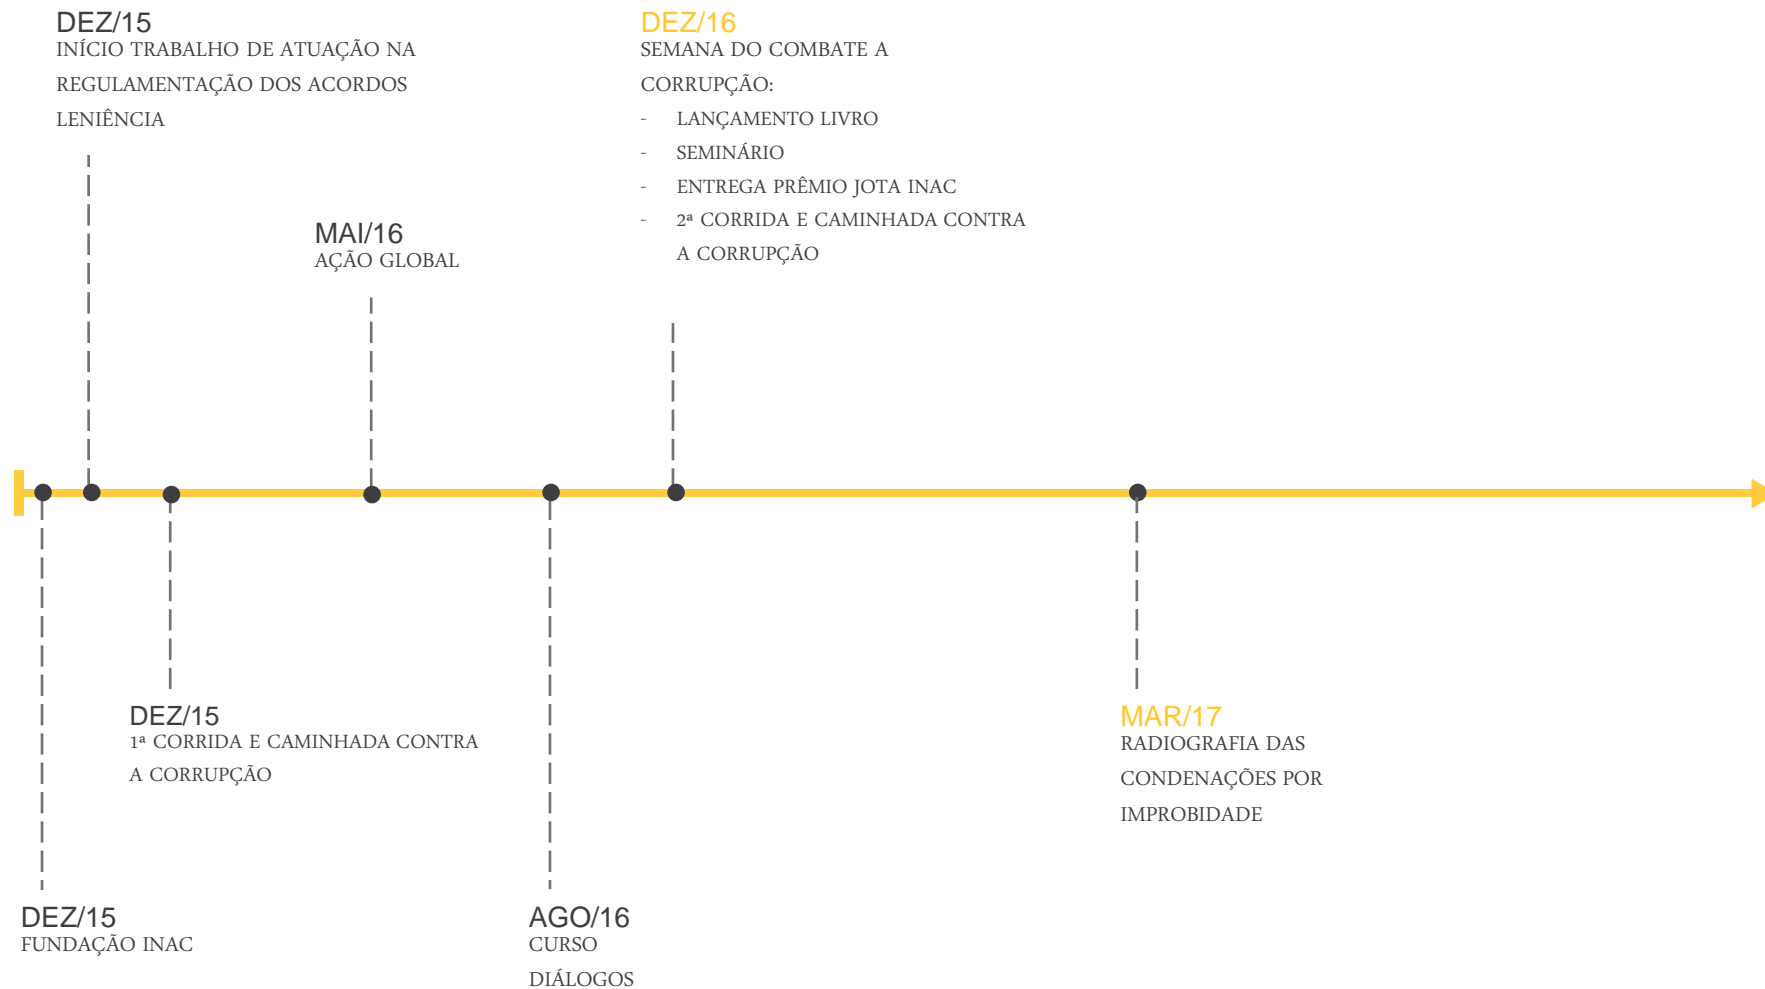 DEZ/15
INÍCIO TRABALHO DE ATUAÇÃO NA
REGULAMENTAÇÃO DOS ACORDOS
LENIÊNCIA
DEZ/16
SEMANA DO COMBATE A
CORRUPÇÃO:
- LANÇAMENTO LIVRO
- SEMINÁRIO
- ENTREGA PRÊMIO JOTA INAC
- 2ª CORRIDA E CAMINHADA CONTRA
A CORRUPÇÃO
MAI/16
AÇÃO GLOBAL
DEZ/15
1ª CORRIDA E CAMINHADA CONTRA
A CORRUPÇÃO
MAR/17
RADIOGRAFIA DAS
CONDENAÇÕES POR
IMPROBIDADE
DEZ/15
FUNDAÇÃO INAC
AGO/16
CURSO
DIÁLOGOS